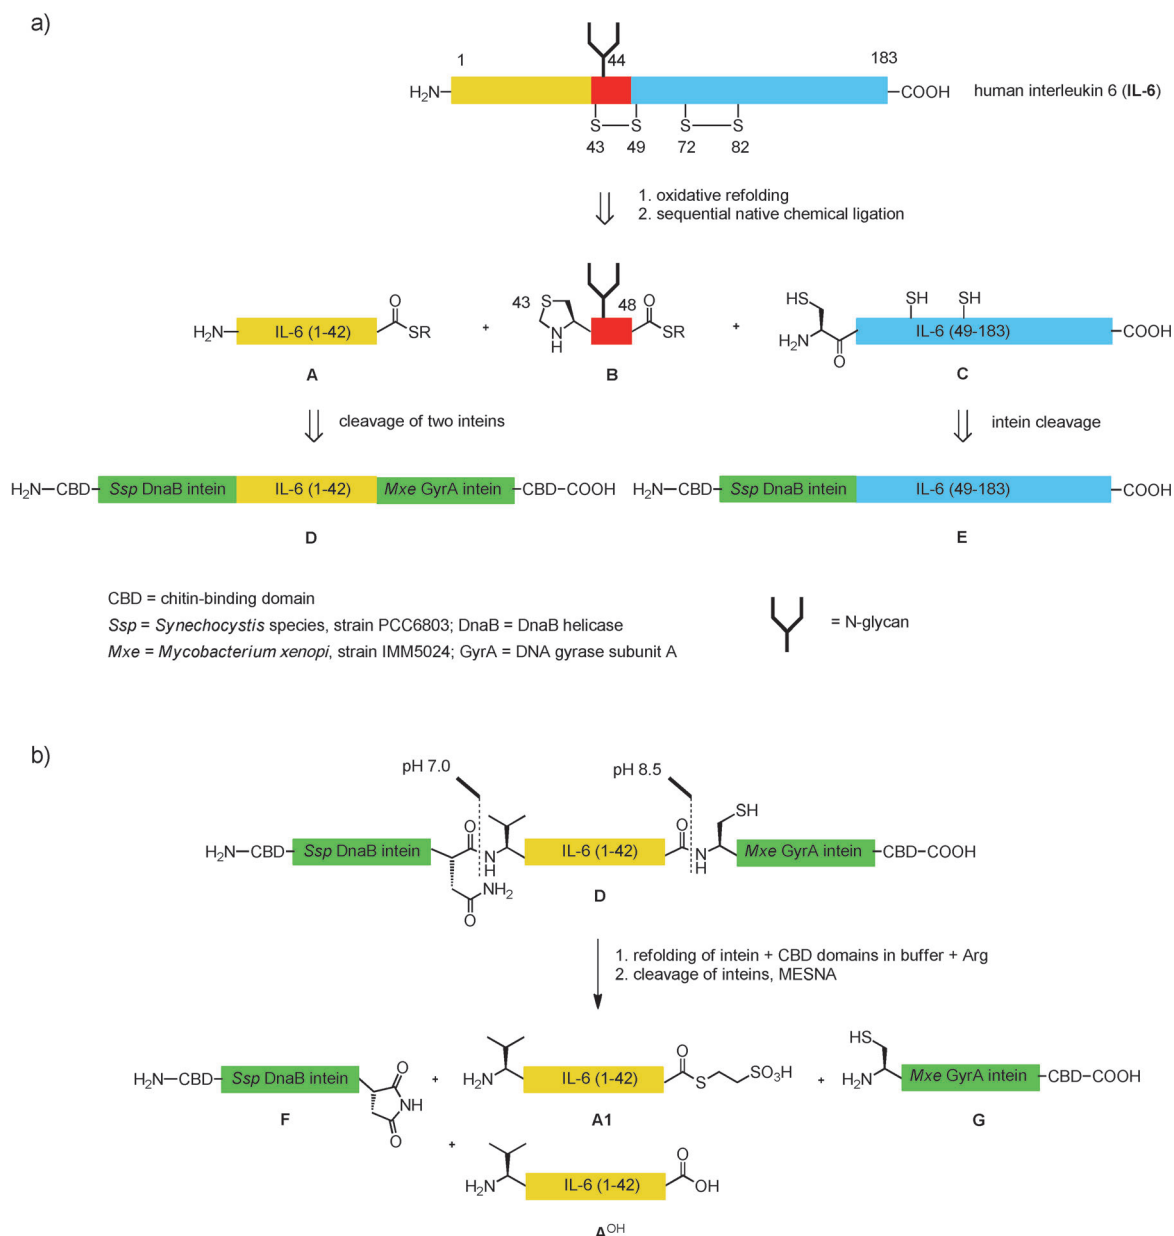 a)
1
44
183
H₂N
COOH
human interleukin 6 (IL-6)
S S S S
43 49 72 82
1. oxidative refolding
2. sequential native chemical ligation
H₂N
IL-6 (1-42)
O
SR
A
+
43
S
N
H
48
O
SR
B
+
HS
H₂N
O
SH
SH
IL-6 (49-183)
COOH
C
cleavage of two inteins
intein cleavage
H₂N–CBD– Ssp DnaB intein IL-6 (1-42) Mxe GyrA intein –CBD–COOH
D
H₂N–CBD– Ssp DnaB intein IL-6 (49-183) –COOH
E
CBD = chitin-binding domain
Ssp = Synechocystis species, strain PCC6803; DnaB = DnaB helicase
Mxe = Mycobacterium xenopi, strain IMM5024; GyrA = DNA gyrase subunit A
= N-glycan
b)
pH 7.0
pH 8.5
SH
O
O
H₂N–CBD– Ssp DnaB intein
N
H
IL-6 (1-42)
N
H
Mxe GyrA intein –CBD–COOH
NH₂
O
D
1. refolding of intein + CBD domains in buffer + Arg
2. cleavage of inteins, MESNA
H₂N–CBD– Ssp DnaB intein
O
NH
O
F
+
H₂N
IL-6 (1-42)
O
S
SO₃H
A1
+
HS
H₂N
Mxe GyrA intein –CBD–COOH
G
+
H₂N
IL-6 (1-42)
O
OH
A^OH